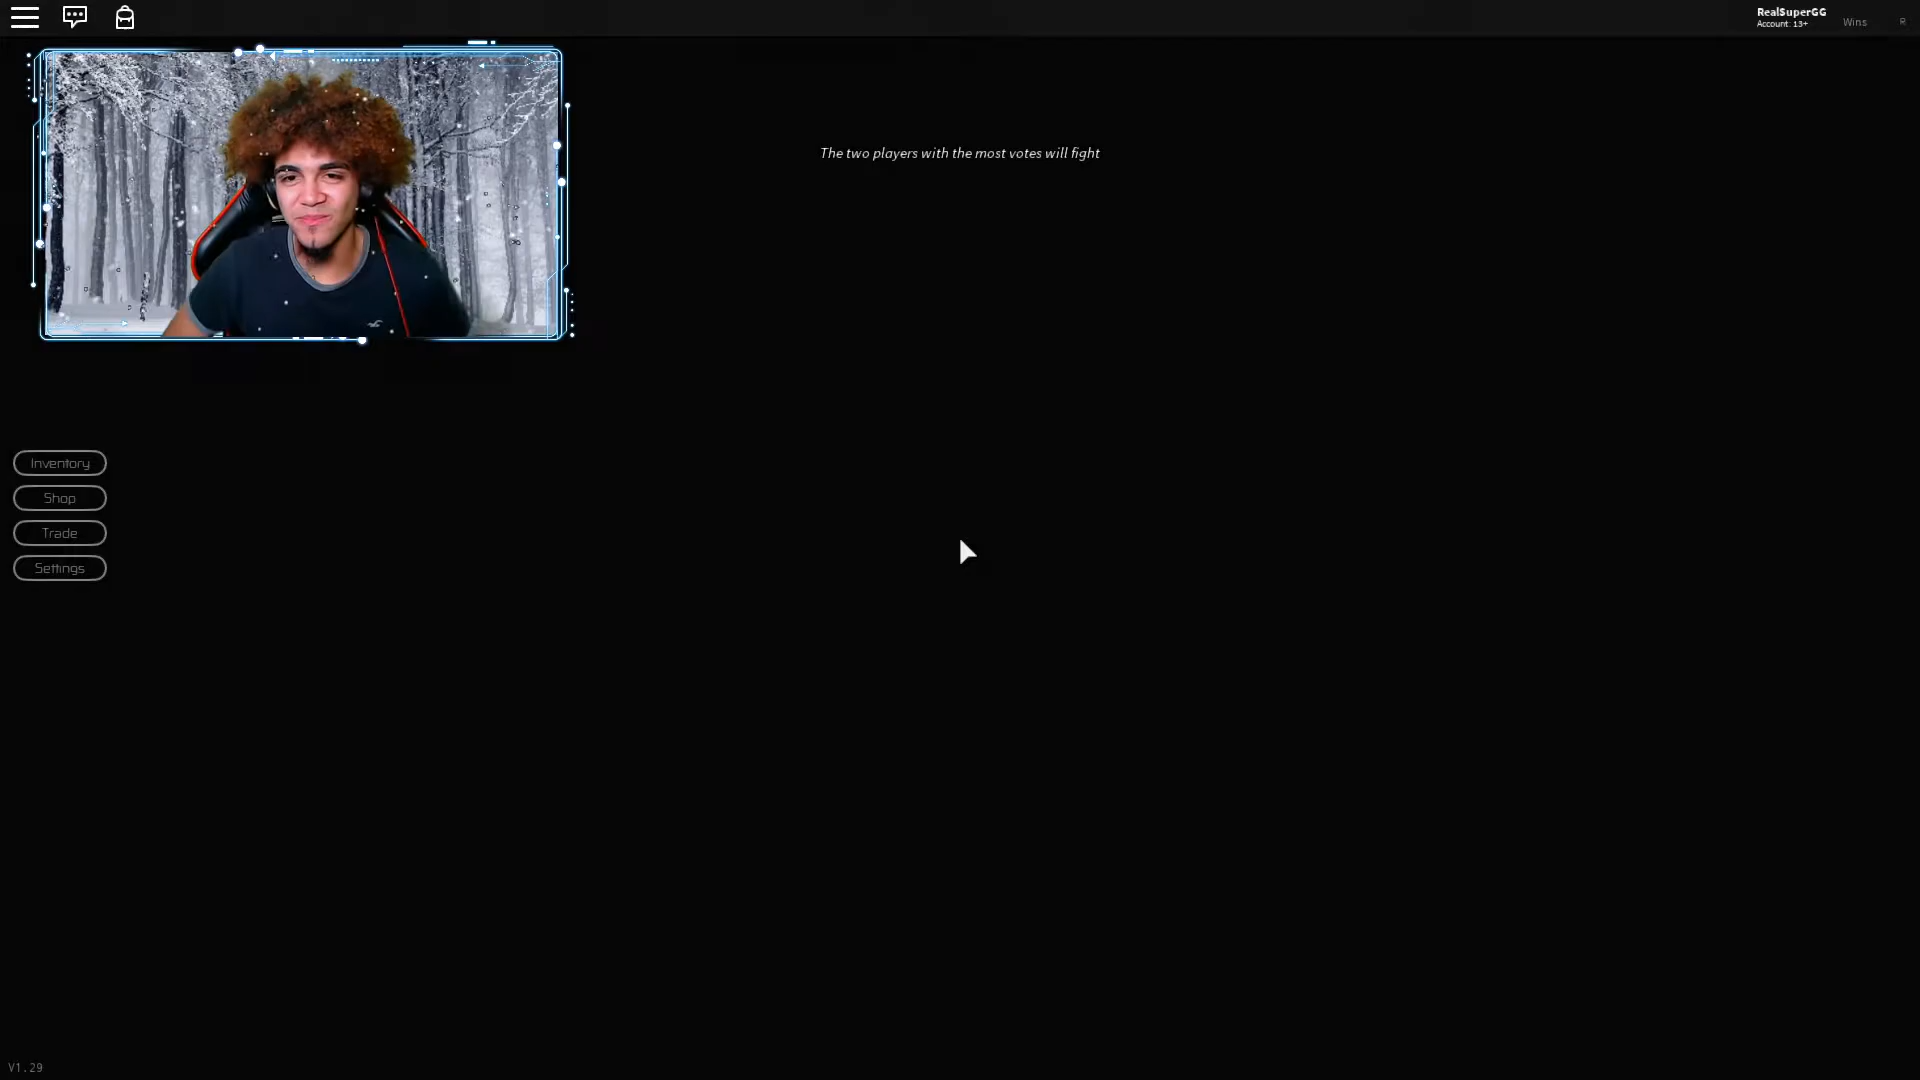 RealSuperGG
Account: 13+
Wins
R
The two players with the most votes will fight
Inventory
Shop
Trade
Settings
V1.29